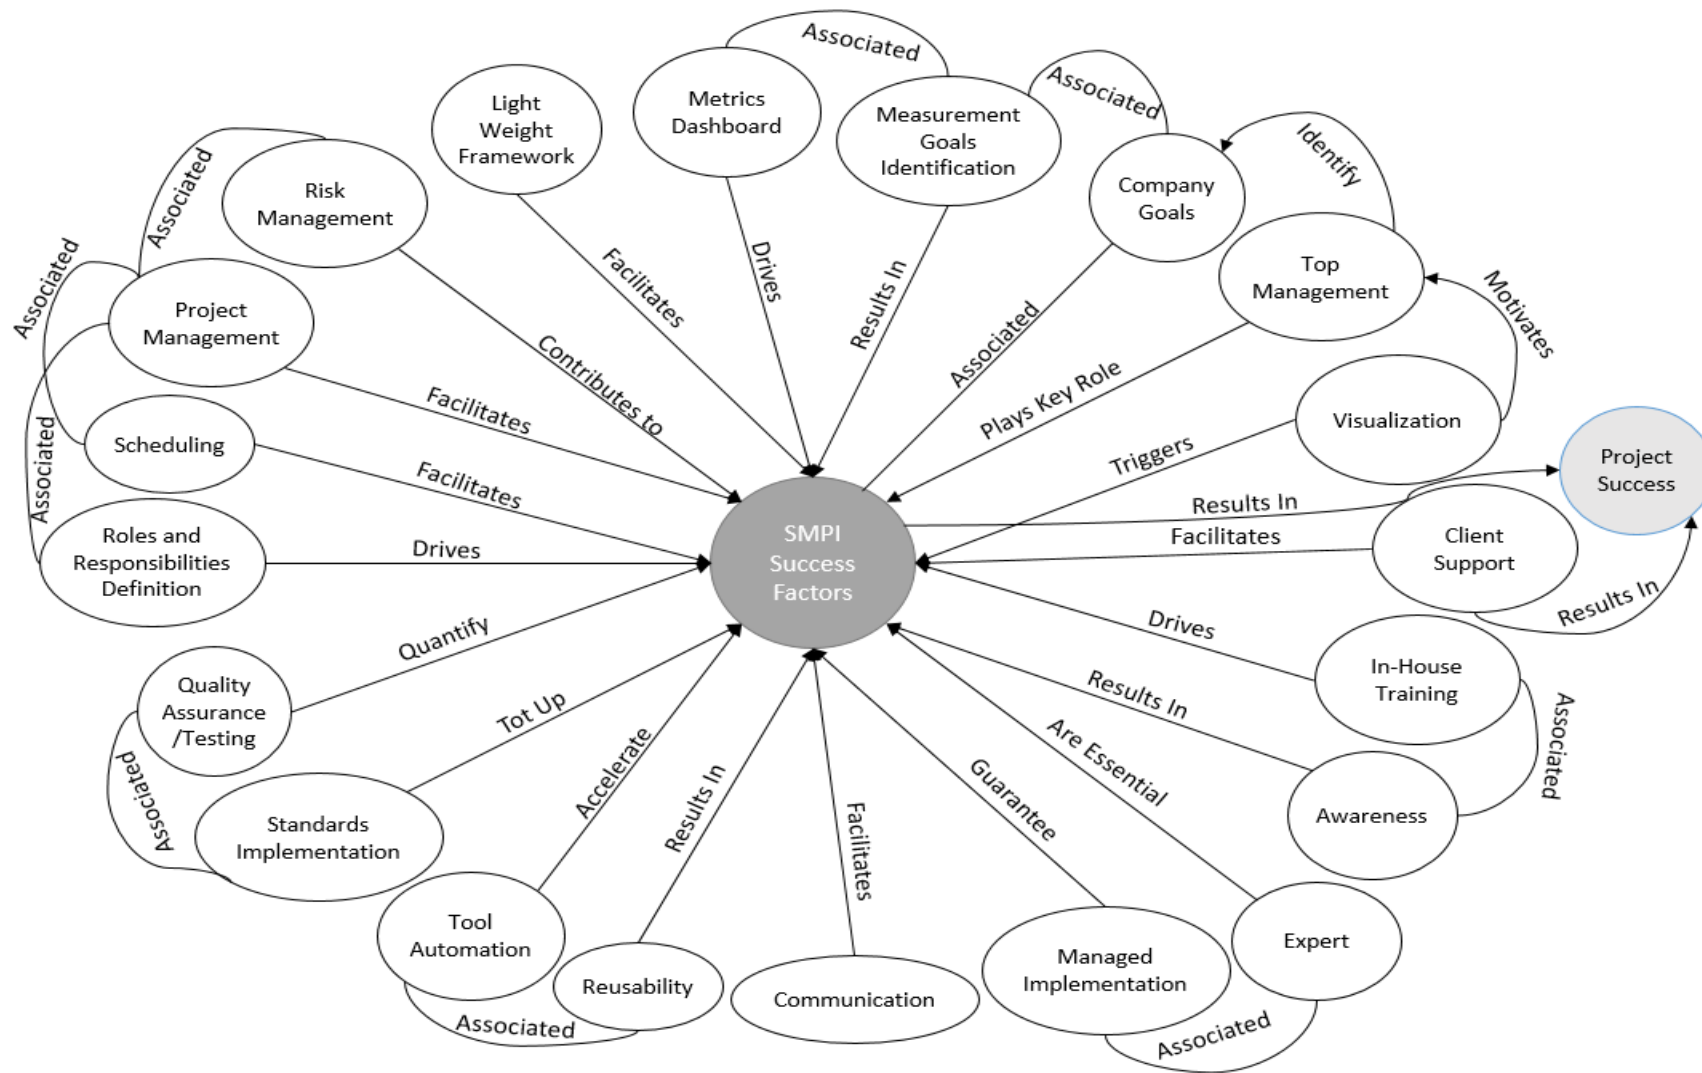 Associated
Associated
Light
Weight
Framework
Metrics
Dashboard
Measurement
Goals
Identification
Identify
Associated
Risk
Management
Company
Goals
Associated
Top
Management
Motivates
Project
Management
Facilitates
Drives
Results In
Associated
Contributes to
Plays Key Role
Visualization
Scheduling
Facilitates
Associated
Triggers
Project
Success
Facilitates
Results In
Roles and
Responsibilities
Definition
Drives
SMPI
Success
Factors
Facilitates
Client
Support
Results In
Quantify
Drives
In-House
Training
Quality
Assurance
/Testing
Tot Up
Results In
Associated
Associated
Accelerate
Are Essential
Standards
Implementation
Results In
Facilitates
Guarantee
Awareness
Tool
Automation
Expert
Reusability
Communication
Managed
Implementation
Associated
Associated